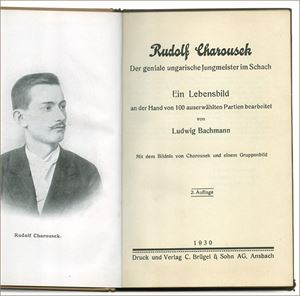 Rudolf Charousek.
Rudolf Charousek
Der geniale ungarische Jungmeister im Schach
Ein Lebensbild
an der Hand von 100 auserwählten Partien bearbeitet
von
Ludwig Bachmann
Mit dem Bildnis von Charousek und einem Gruppenbild
2. Auflage
1930
Druck und Verlag C. Brügel & Sohn AG, Ansbach